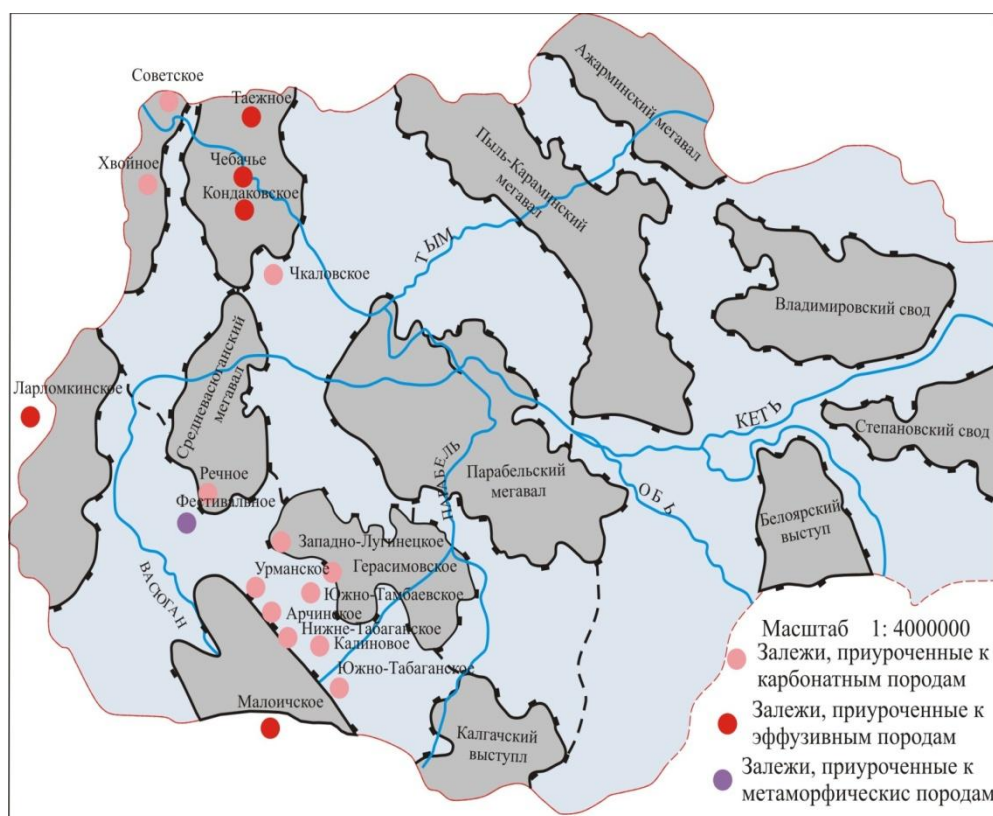 Советское
Таежное
Ажарминский мегавал
Хвойное
Чебачье
Кондаковское
Пыль-Караминский
мегавал
ТЫМ
Чкаловское
Владимировский свод
Средневасюганский
мегавал
Ларломкинское
КЕТЬ
Степановский свод
Речное
Фестивальное
ПАРАБЕЛЬ
Парабельский
мегавал
ОБЬ
Белоярский
выступ
Западно-Лугинецкое
Герасимовское
Урманское
Южно-Тамбаевское
ВАСЮГАН
Арчинское
Нижне-Табаганское
Калиновое
Южно-Табаганское
Малоичское
Калгачский
выступл
Масштаб 1: 4000000
Залежи, приуроченные к
карбонатным породам
Залежи, приуроченные к
эффузивным породам
Залежи, приуроченные к
метаморфическис породам